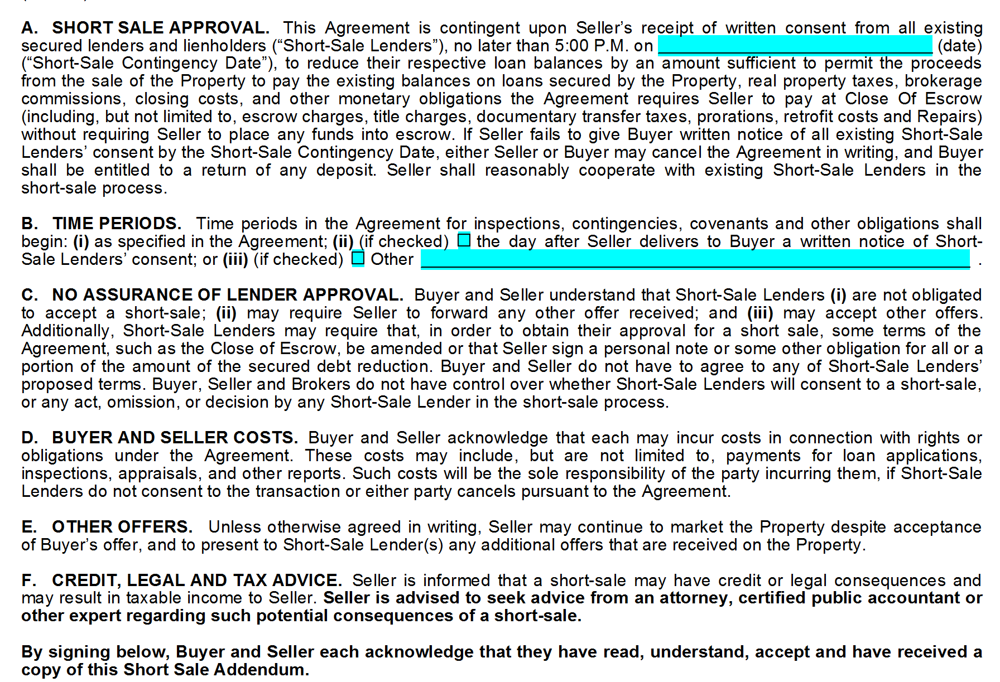 A. SHORT SALE APPROVAL. This Agreement is contingent upon Seller's receipt of written consent from all existing
secured lenders and lienholders (“Short-Sale Lenders”), no later than 5:00 P.M. on (date)
(“Short-Sale Contingency Date”), to reduce their respective loan balances by an amount sufficient to permit the proceeds
from the sale of the Property to pay the existing balances on loans secured by the Property, real property taxes, brokerage
commissions, closing costs, and other monetary obligations the Agreement requires Seller to pay at Close Of Escrow
(including, but not limited to, escrow charges, title charges, documentary transfer taxes, prorations, retrofit costs and Repairs)
without requiring Seller to place any funds into escrow. If Seller fails to give Buyer written notice of all existing Short-Sale
Lenders’ consent by the Short-Sale Contingency Date, either Seller or Buyer may cancel the Agreement in writing, and Buyer
shall be entitled to a return of any deposit. Seller shall reasonably cooperate with existing Short-Sale Lenders in the
short-sale process.
B. TIME PERIODS. Time periods in the Agreement for inspections, contingencies, covenants and other obligations shall
begin: (i) as specified in the Agreement; (ii) (if checked) the day after Seller delivers to Buyer a written notice of Short-
Sale Lenders’ consent; or (iii) (if checked) Other .
C. NO ASSURANCE OF LENDER APPROVAL. Buyer and Seller understand that Short-Sale Lenders (i) are not obligated
to accept a short-sale; (ii) may require Seller to forward any other offer received; and (iii) may accept other offers.
Additionally, Short-Sale Lenders may require that, in order to obtain their approval for a short sale, some terms of the
Agreement, such as the Close of Escrow, be amended or that Seller sign a personal note or some other obligation for all or a
portion of the amount of the secured debt reduction. Buyer and Seller do not have to agree to any of Short-Sale Lenders’
proposed terms. Buyer, Seller and Brokers do not have control over whether Short-Sale Lenders will consent to a short-sale,
or any act, omission, or decision by any Short-Sale Lender in the short-sale process.
D. BUYER AND SELLER COSTS. Buyer and Seller acknowledge that each may incur costs in connection with rights or
obligations under the Agreement. These costs may include, but are not limited to, payments for loan applications,
inspections, appraisals, and other reports. Such costs will be the sole responsibility of the party incurring them, if Short-Sale
Lenders do not consent to the transaction or either party cancels pursuant to the Agreement.
E. OTHER OFFERS. Unless otherwise agreed in writing, Seller may continue to market the Property despite acceptance
of Buyer’s offer, and to present to Short-Sale Lender(s) any additional offers that are received on the Property.
F. CREDIT, LEGAL AND TAX ADVICE. Seller is informed that a short-sale may have credit or legal consequences and
may result in taxable income to Seller. Seller is advised to seek advice from an attorney, certified public accountant or
other expert regarding such potential consequences of a short-sale.
By signing below, Buyer and Seller each acknowledge that they have read, understand, accept and have received a
copy of this Short Sale Addendum.